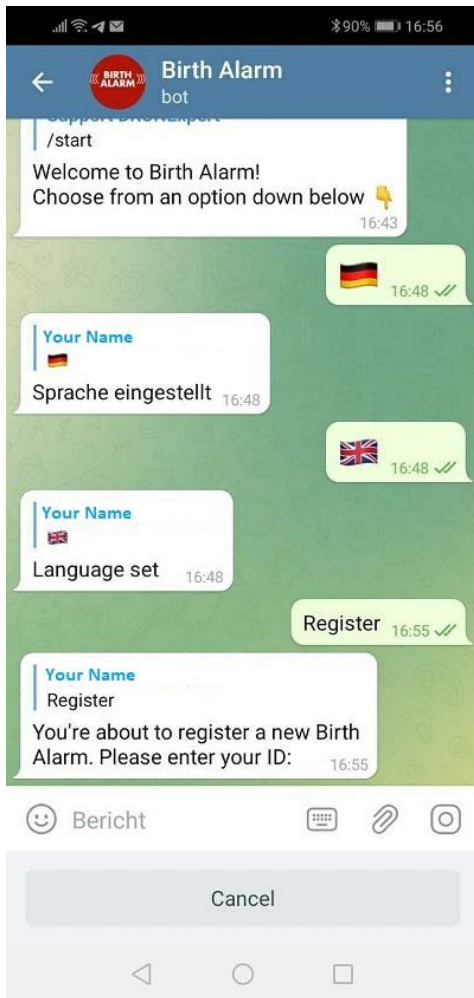 90% 16:56
BIRTH
ALARM
Birth Alarm
bot
Support DRONExpert
/start
Welcome to Birth Alarm!
Choose from an option down below 👇
16:43
🇩🇪 16:48
Your Name
🇩🇪
Sprache eingestellt 16:48
🇬🇧 16:48
Your Name
🇬🇧
Language set 16:48
Register 16:55
Your Name
Register
You're about to register a new Birth
Alarm. Please enter your ID: 16:55
Bericht
Cancel